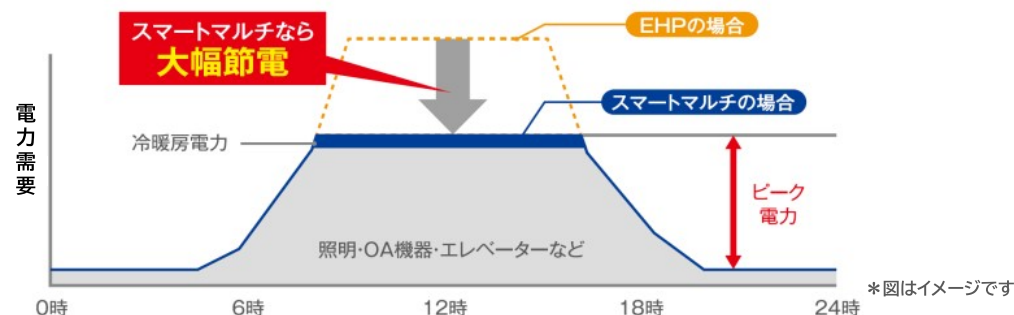 スマートマルチなら
大幅節電
EHPの場合
スマートマルチの場合
電力需要
冷暖房電力
ピーク
電力
照明・OA機器・エレベーターなど
0時
6時
12時
18時
24時
＊図はイメージです